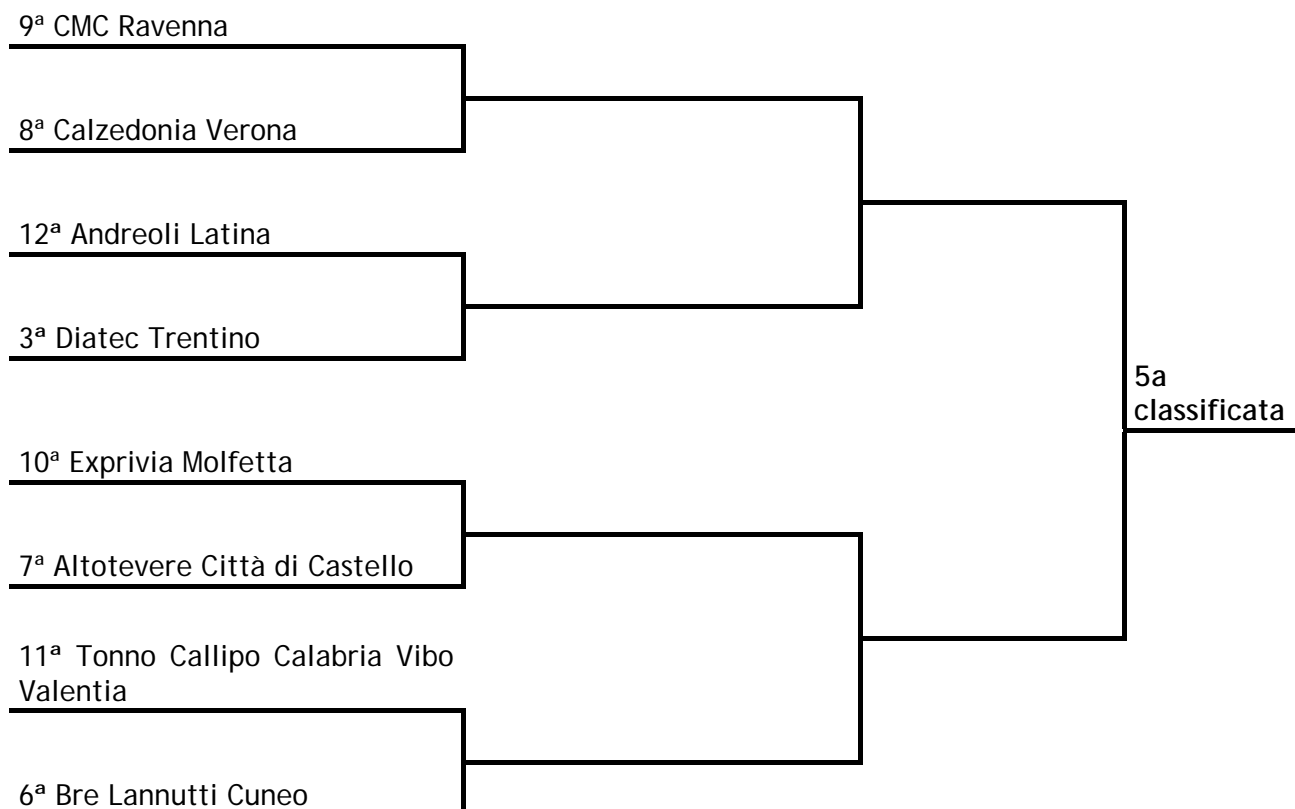 9ª CMC Ravenna
8ª Calzedonia Verona
12ª Andreoli Latina
3ª Diatec Trentino
5a
classificata
10ª Exprivia Molfetta
7ª Altotevere Città di Castello
11ª Tonno Callipo Calabria Vibo
Valentia
6ª Bre Lannutti Cuneo